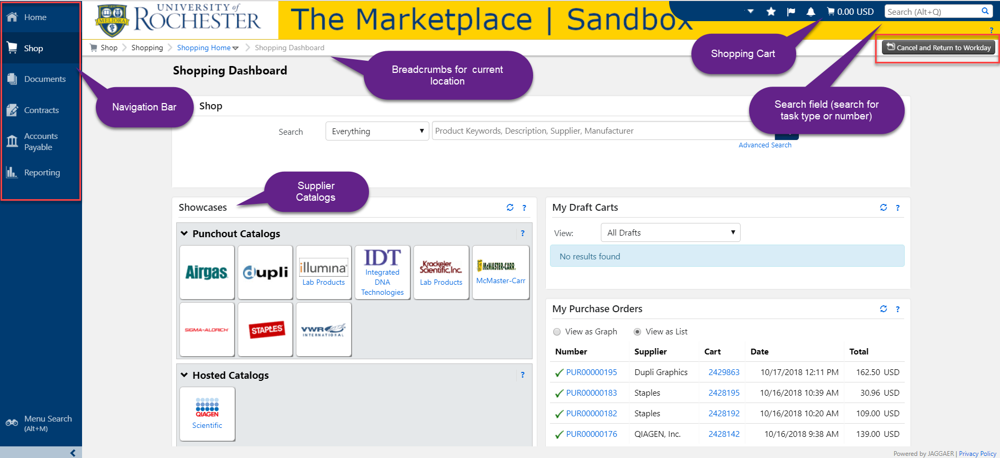 Home
Shop
Documents
Contracts
Accounts
Payable
Reporting
Menu Search
(Alt+M)
UNIVERSITY of
ROCHESTER
MELIORA
The Marketplace | Sandbox
0.00 USD
Search (Alt+Q)
?
Shop
Shopping
Shopping Home
Shopping Dashboard
Cancel and Return to Workday
Shopping Cart
Breadcrumbs for current
location
Navigation Bar
Search field (search for
task type or number)
Shopping Dashboard
Shop
Search
Everything
Product Keywords, Description, Supplier, Manufacturer
Advanced Search
Supplier
Catalogs
Showcases
?
Punchout Catalogs
?
Airgas
dupli
illumina
Lab Products
IDT
Integrated
DNA
Technologies
Krackeler
Scientific, Inc.
Lab Products
McMASTER-CARR
McMaster-Carr
SIGMA-ALDRICH
STAPLES
VWR
INTERNATIONAL
Hosted Catalogs
?
QIAGEN
Scientific
My Draft Carts
?
View:
All Drafts
No results found
My Purchase Orders
?
View as Graph
View as List
Number Supplier Cart Date Total
PUR00000195 Dupli Graphics 2429863 10/17/2018 12:11 PM 162.50 USD
PUR00000183 Staples 2428195 10/16/2018 10:39 AM 30.96 USD
PUR00000182 Staples 2428192 10/16/2018 10:20 AM 109.00 USD
PUR00000176 QIAGEN, Inc. 2428142 10/16/2018 9:38 AM 139.00 USD
Powered by JAGGAER | Privacy Policy